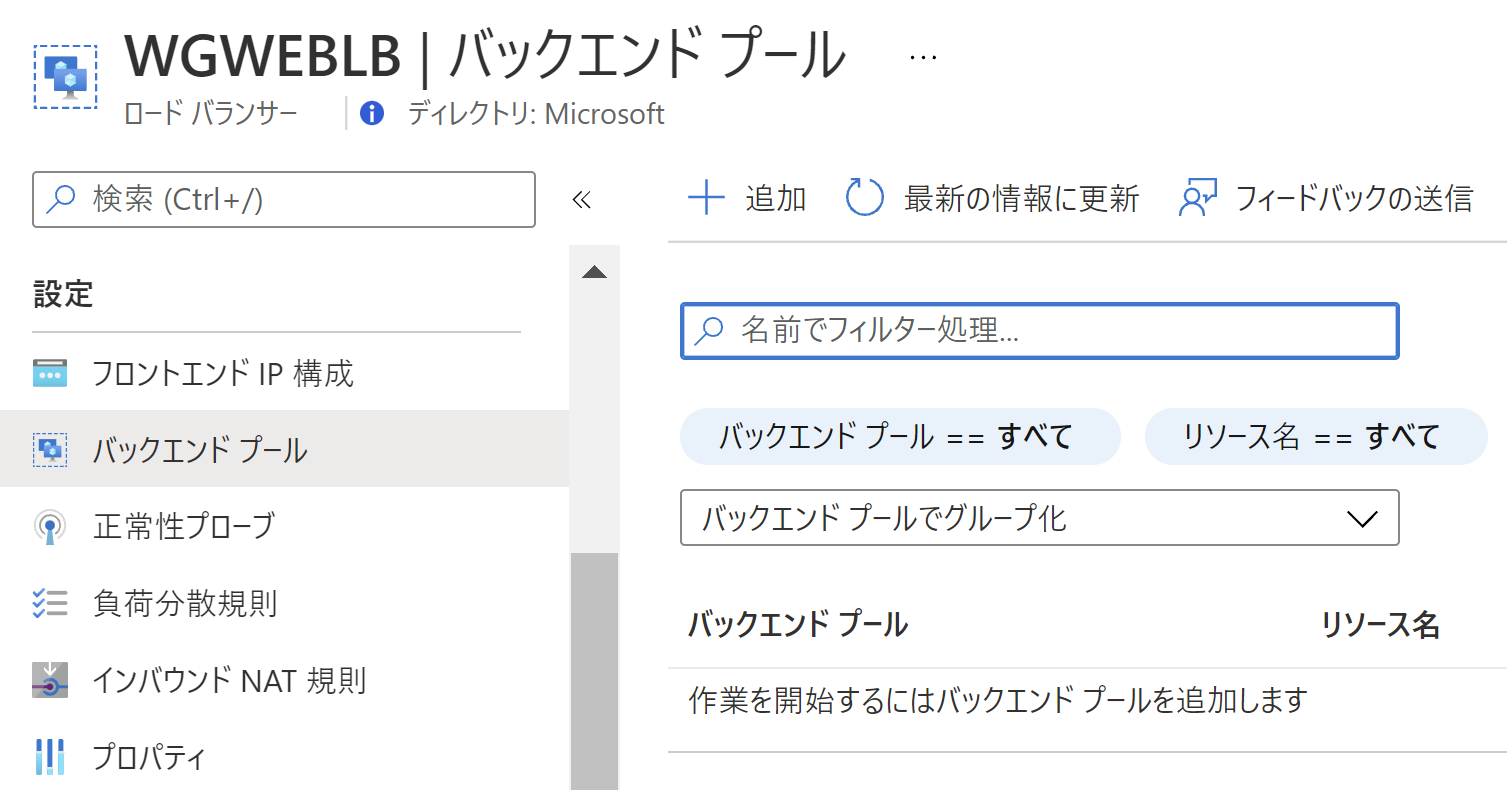 WGWEBLB | バックエンド プール ...
ロード バランサー ディレクトリ: Microsoft
検索 (Ctrl+/) «
追加 最新の情報に更新 フィードバックの送信
設定
フロントエンド IP 構成
バックエンド プール
正常性プローブ
負荷分散規則
インバウンド NAT 規則
プロパティ
名前でフィルター処理...
バックエンド プール == すべて リソース名 == すべて
バックエンド プールでグループ化
バックエンド プール リソース名
作業を開始するにはバックエンド プールを追加します